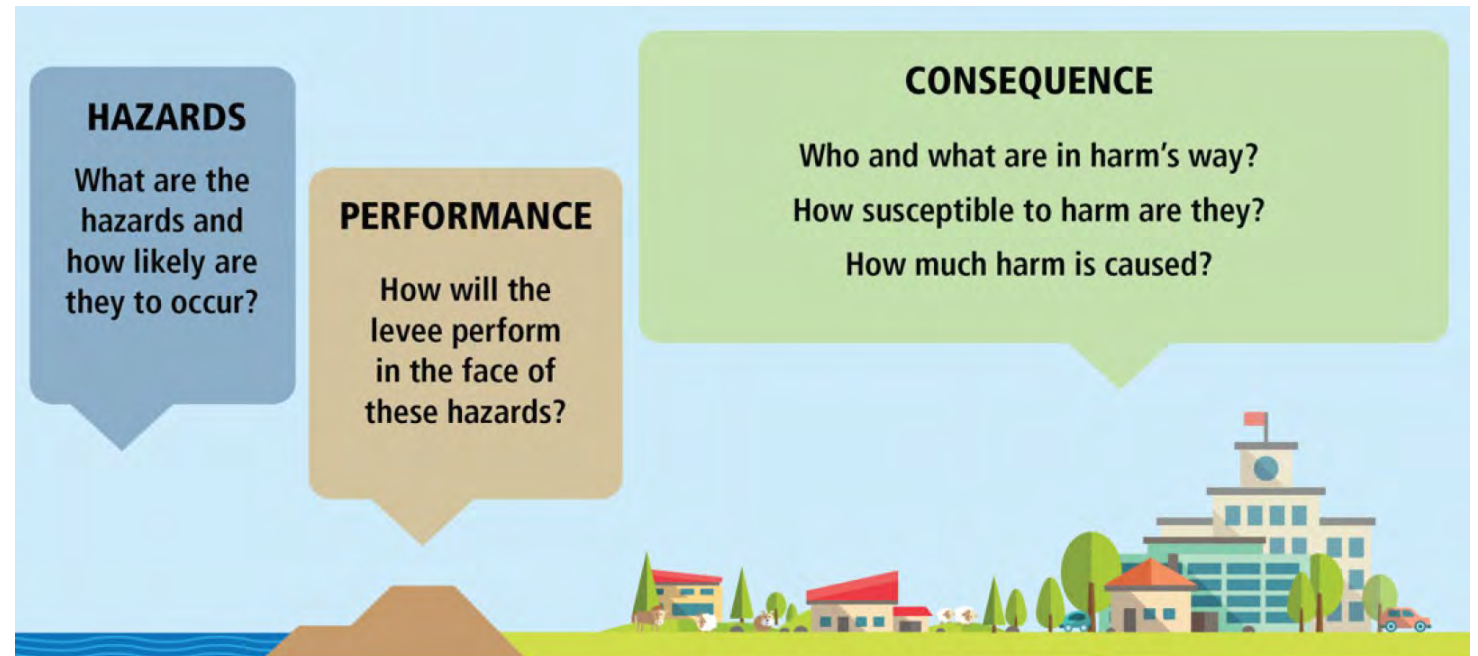 HAZARDS
What are the
hazards and
how likely are
they to occur?
PERFORMANCE
How will the
levee perform
in the face of
these hazards?
CONSEQUENCE
Who and what are in harm’s way?
How susceptible to harm are they?
How much harm is caused?